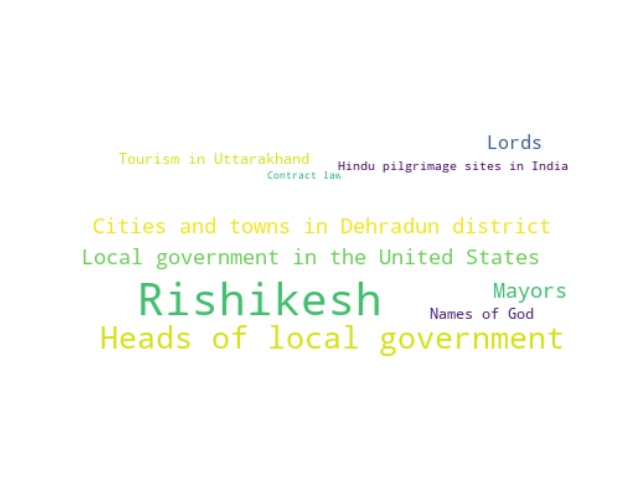 Lords
Tourism in Uttarakhand
Hindu pilgrimage sites in India
Contract law
Cities and towns in Dehradun district
Local government in the United States
Rishikesh
Mayors
Names of God
Heads of local government